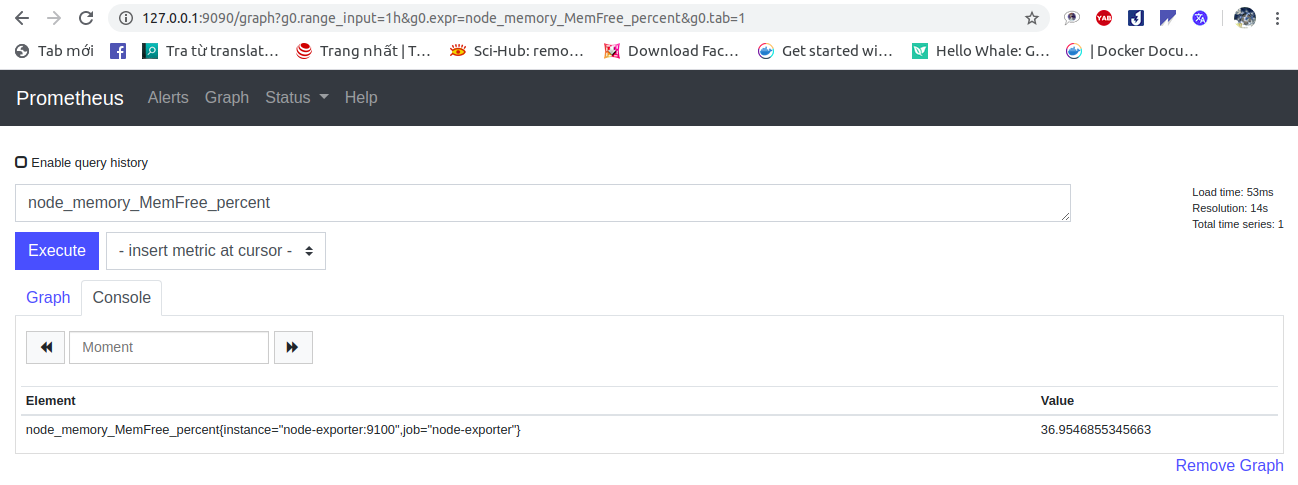 127.0.0.1:9090/graph?g0.range_input=1h&g0.expr=node_memory_MemFree_percent&g0.tab=1
YAB
Tab mới Tra từ translat… Trang nhất | T… Sci-Hub: remo… Download Fac… Get started wi… Hello Whale: G… | Docker Docu…
Prometheus Alerts Graph Status Help
Enable query history
node_memory_MemFree_percent
Load time: 53ms
Resolution: 14s
Total time series: 1
Execute - insert metric at cursor -
Graph Console
Moment
Element Value
node_memory_MemFree_percent{instance="node-exporter:9100",job="node-exporter"} 36.9546855345663
Remove Graph